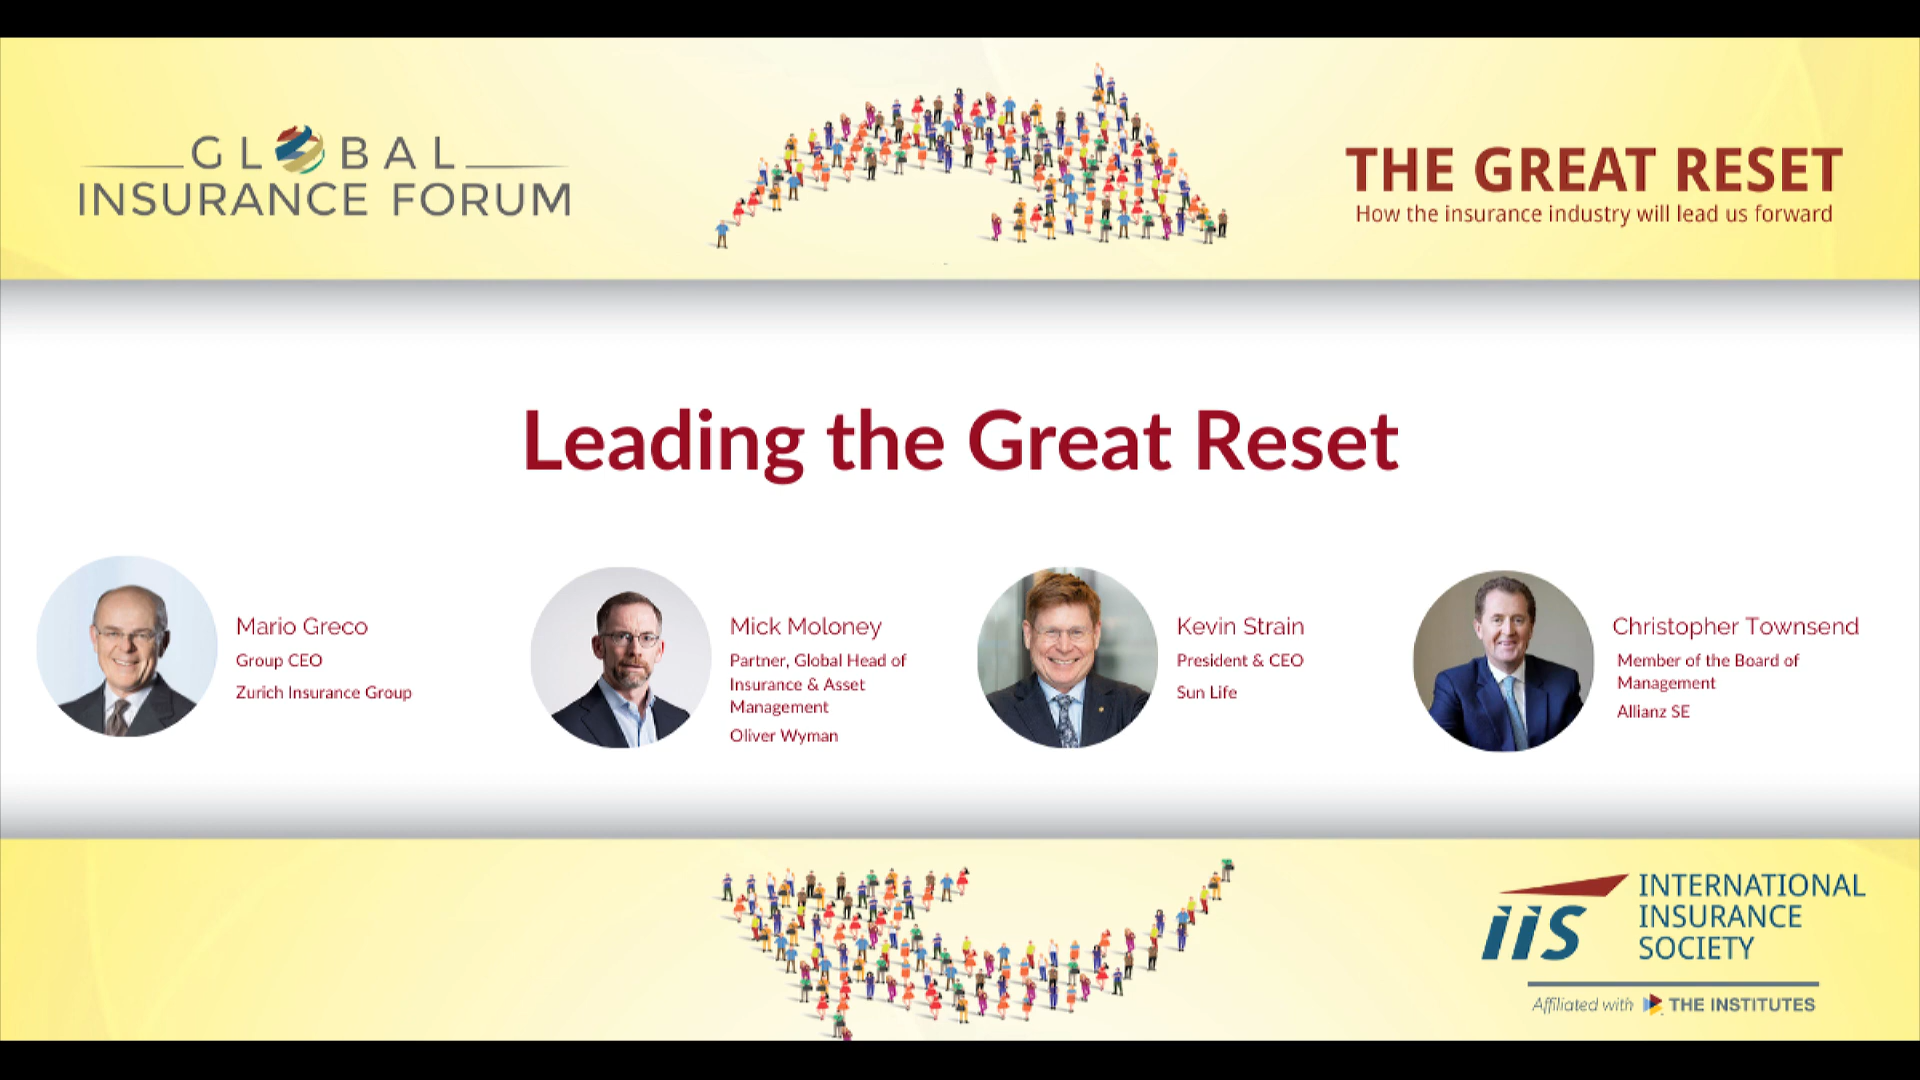 GLOBAL
INSURANCE FORUM
THE GREAT RESET
How the insurance industry will lead us forward
Leading the Great Reset
Mario Greco
Group CEO
Zurich Insurance Group
Mick Moloney
Partner, Global Head of
Insurance & Asset
Management
Oliver Wyman
Kevin Strain
President & CEO
Sun Life
Christopher Townsend
Member of the Board of
Management
Allianz SE
iis
INTERNATIONAL
INSURANCE
SOCIETY
Affiliated with THE INSTITUTES